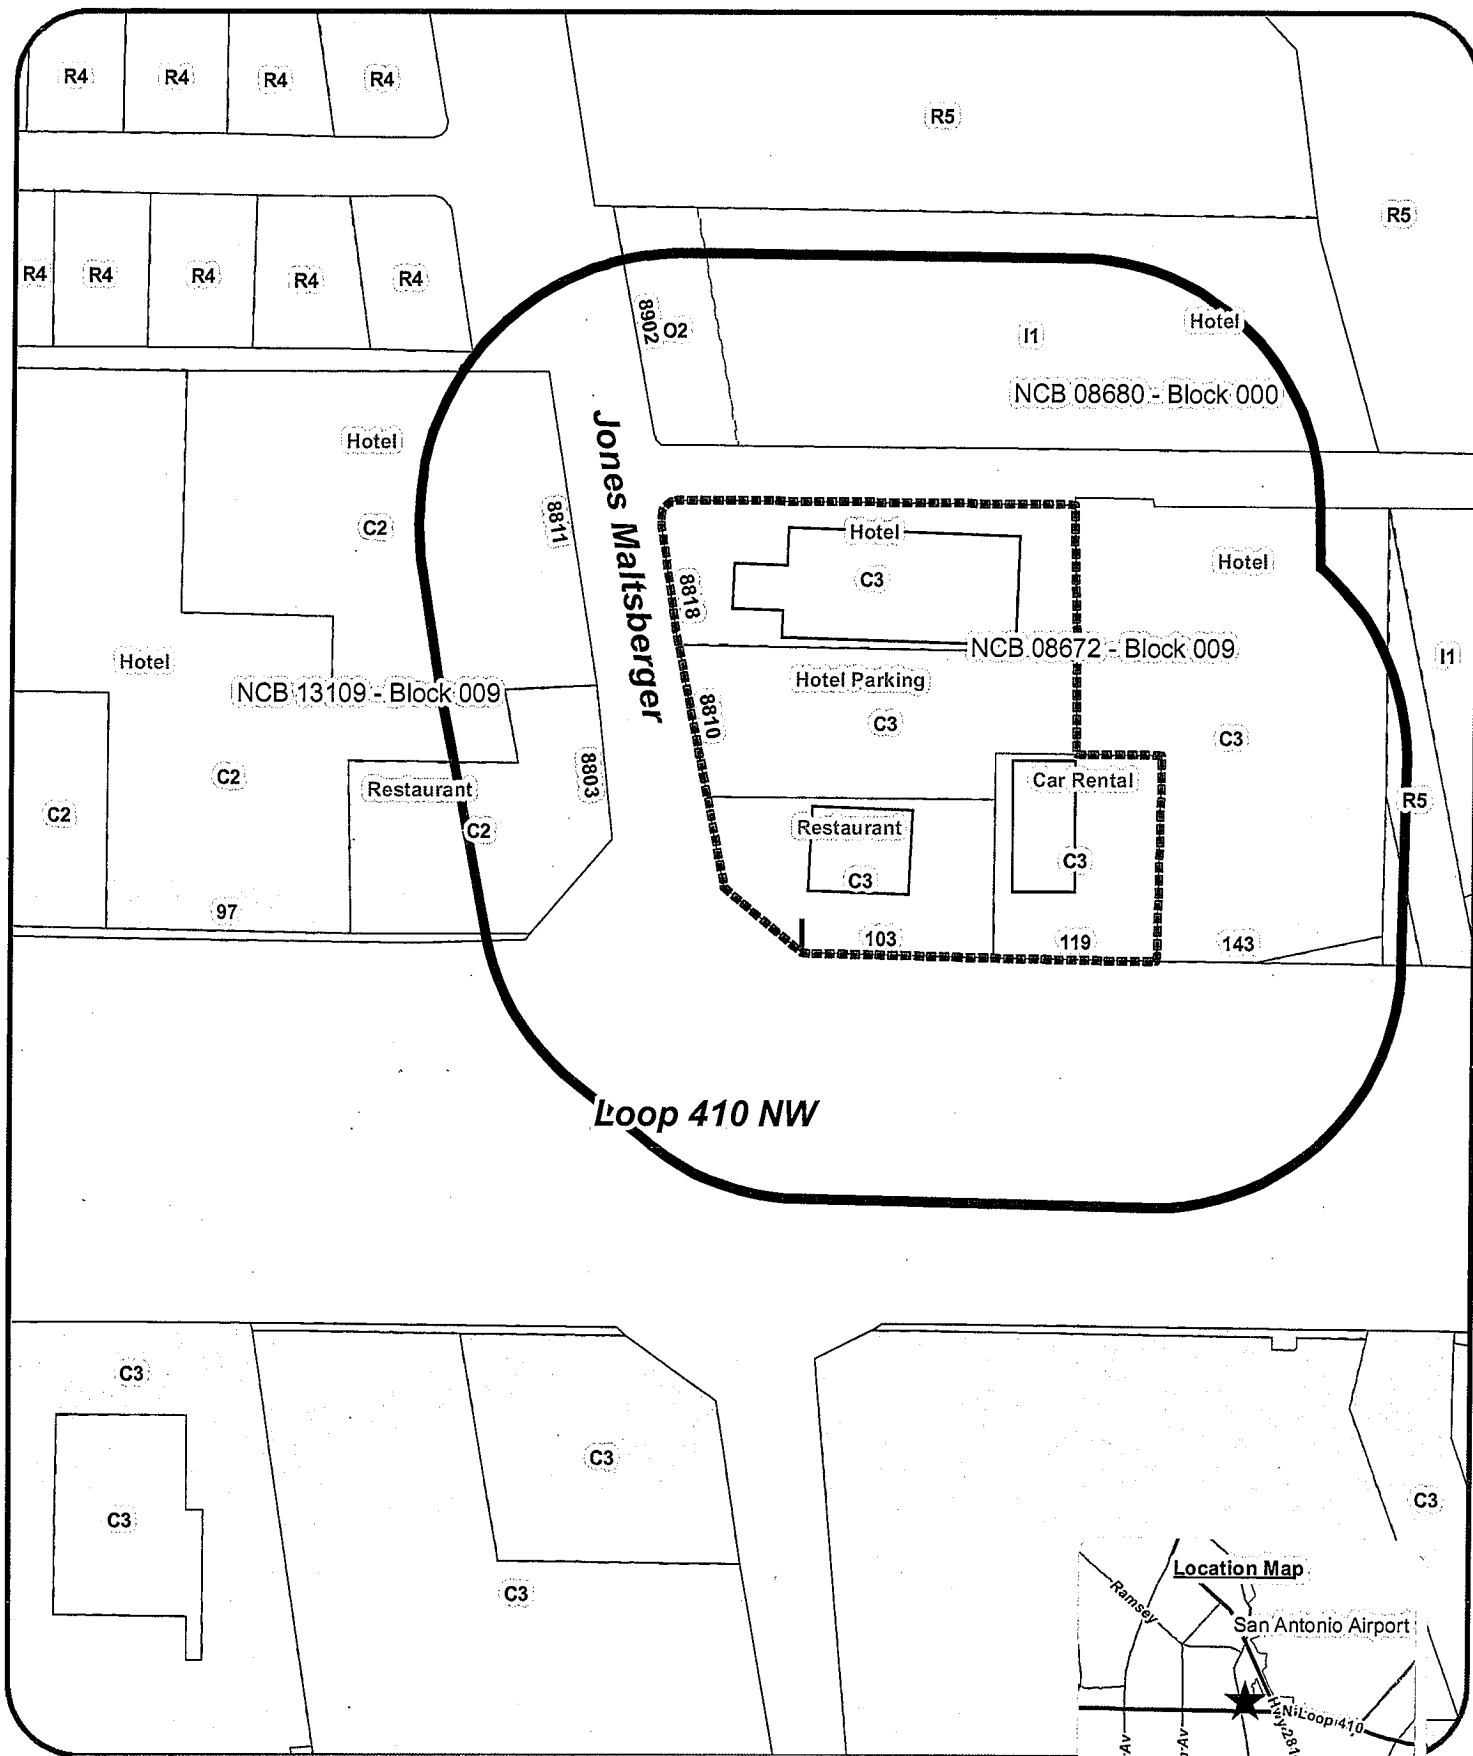 R4 R4 R4 R4
R5
R5
R4 R4 R4 R4 R4
8902 O2
I1
Hotel
NCB 08680 - Block 000
Hotel
C2
8811
Jones Maltsberger
Hotel
C3
8818
Hotel
NCB 08672 - Block 009
I1
Hotel
NCB 13109 - Block 009
Hotel Parking
8810
C3
C3
C2
Restaurant
8803
Car Rental
C2
C2
Restaurant
R5
C3
C3
97
103
119
143
Loop 410 NW
C3
C3
C3
C3
C3
Location Map
Ramsey
San Antonio Airport
N Loop 410
Hwy 281
Av
Av